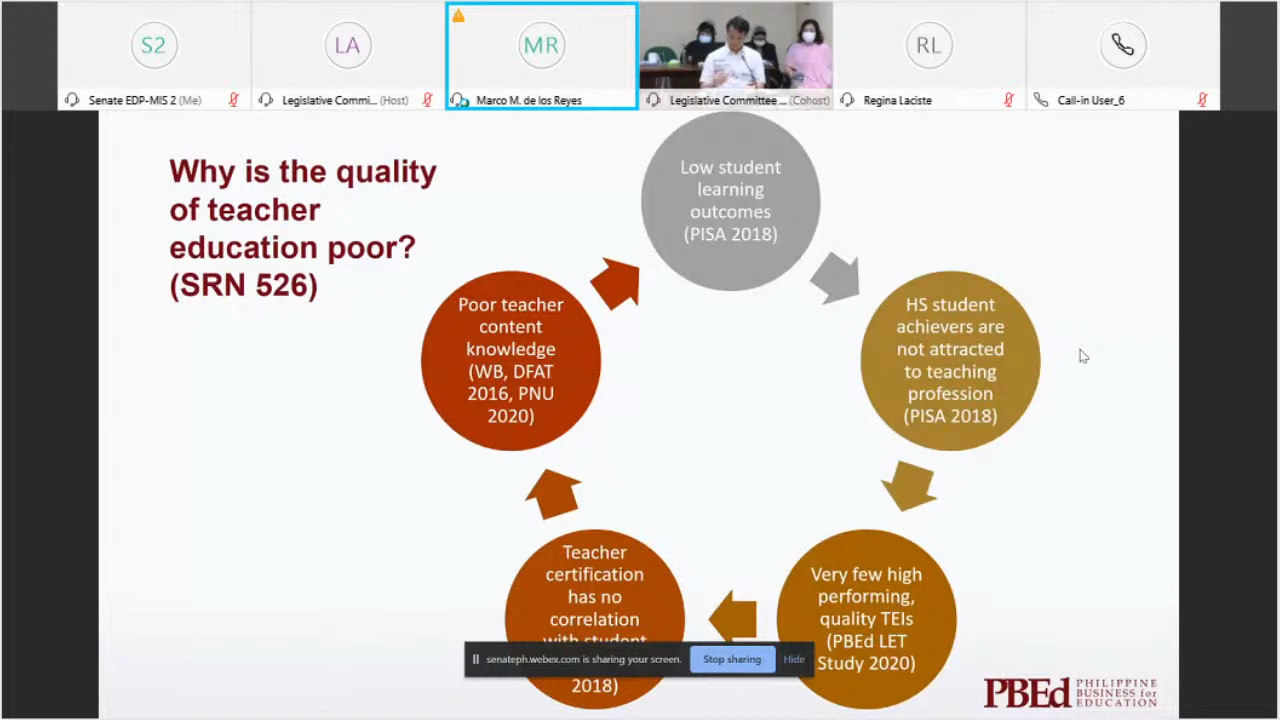 S2
LA
MR
RL
Senate EDP-MIS 2 (Me)
Legislative Commi... (Host)
Marco M. de los Reyes
Legislative Committee ... (Cohost)
Regina Laciste
Call-in User_6
Why is the quality
of teacher
education poor?
(SRN 526)
Low student
learning
outcomes
(PISA 2018)
HS student
achievers are
not attracted
to teaching
profession
(PISA 2018)
Very few high
performing,
quality TEIs
(PBEd LET
Study 2020)
Teacher
certification
has no
correlation
with student
2018)
Poor teacher
content
knowledge
(WB, DFAT
2016, PNU
2020)
senateph.webex.com is sharing your screen.
Stop sharing
Hide
PBEd PHILIPPINE
BUSINESS for
EDUCATION